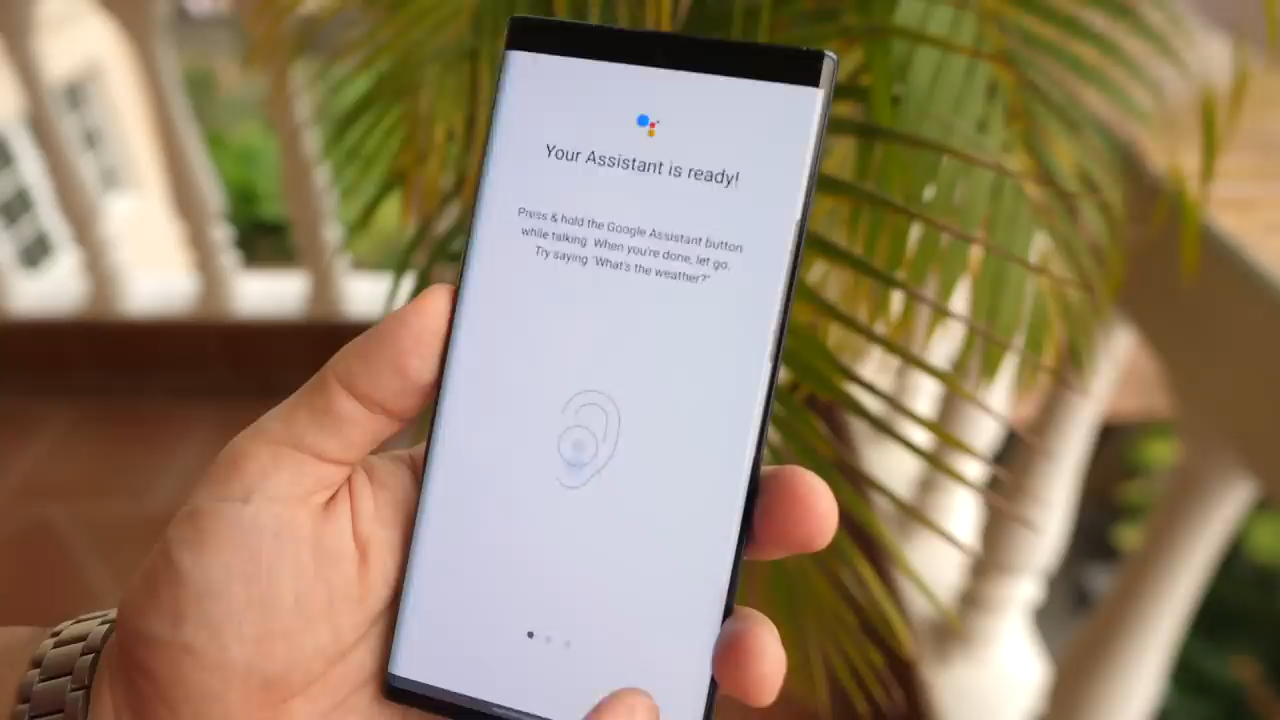 Your Assistant is ready!
Press & hold the Google Assistant button
while talking. When you're done, let go.
Try saying "What's the weather?"